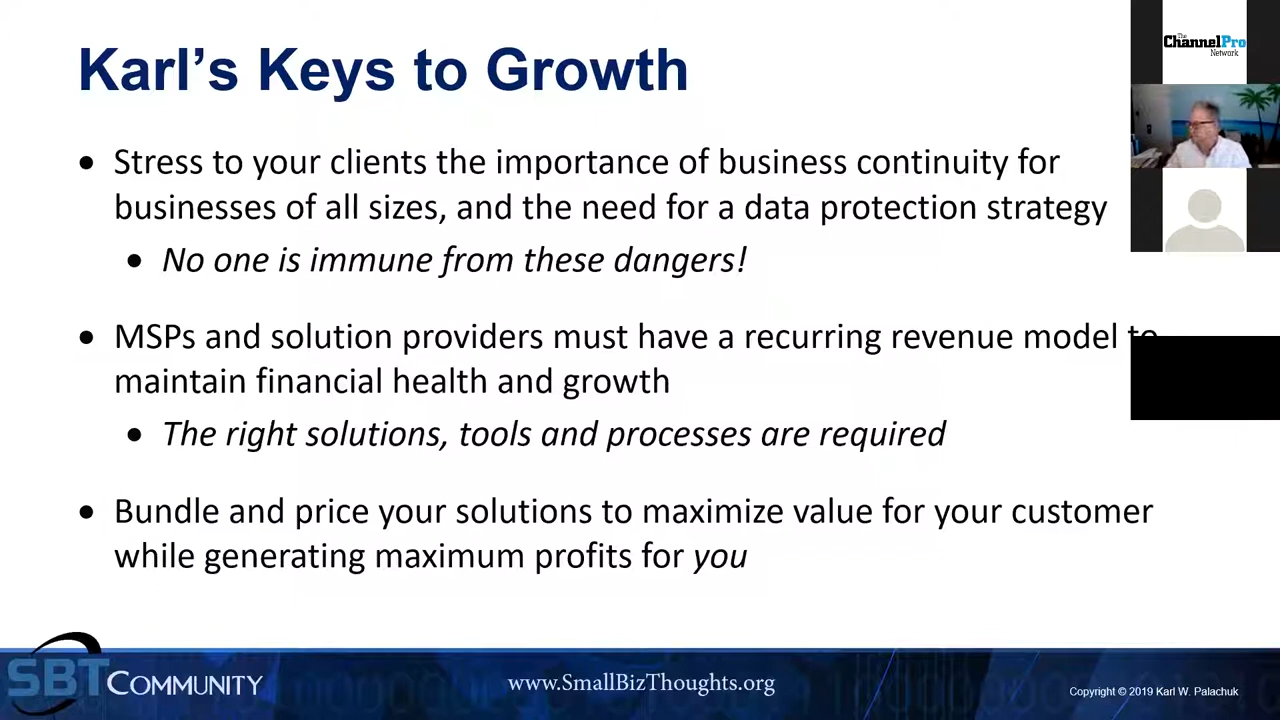 Karl’s Keys to Growth
The
ChannelPro
Network
• Stress to your clients the importance of business continuity for
businesses of all sizes, and the need for a data protection strategy
• No one is immune from these dangers!
• MSPs and solution providers must have a recurring revenue model to
maintain financial health and growth
• The right solutions, tools and processes are required
• Bundle and price your solutions to maximize value for your customer
while generating maximum profits for you
SBT COMMUNITY
www.SmallBizThoughts.org
Copyright © 2019 Karl W. Palachuk